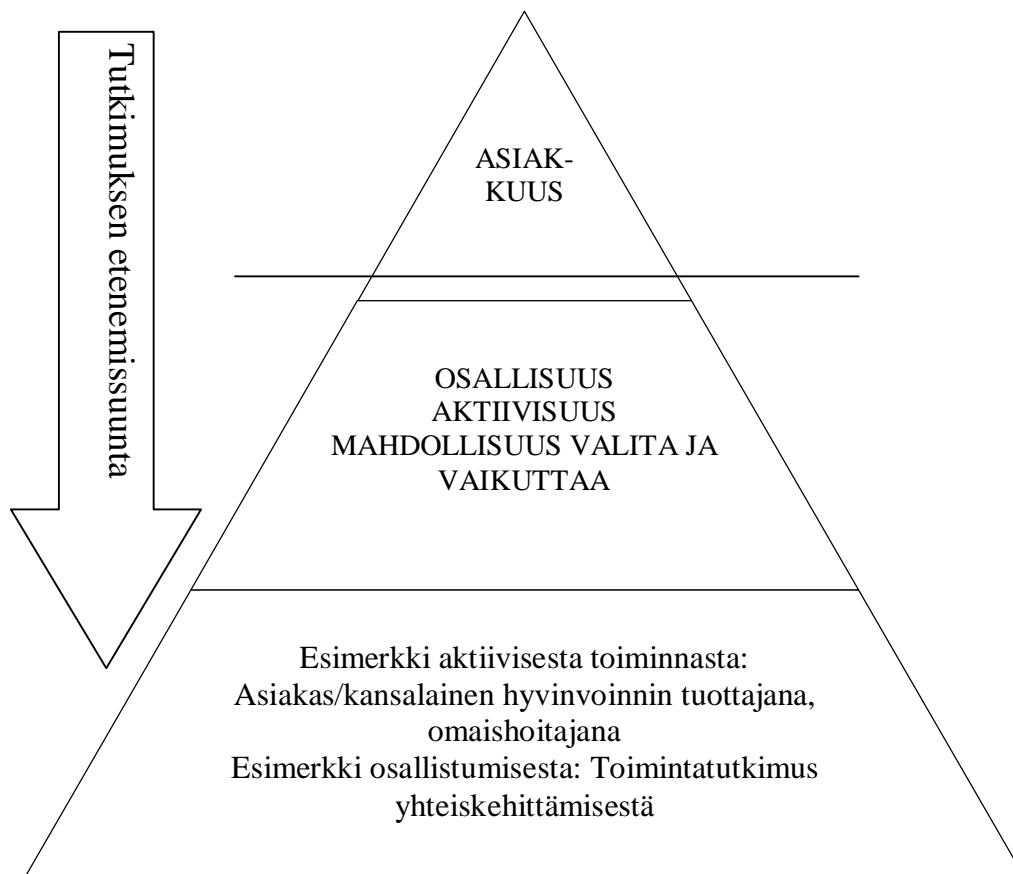 Tutkimuksen etenemissuunta
ASIAK-
KUUS
OSALLISUUS
AKTIIVISUUS
MAHDOLLISUUS VALITA JA
VAIKUTTAA
Esimerkki aktiivisesta toiminnasta:
Asiakas/kansalainen hyvinvoinnin tuottajana,
omaishoitajana
Esimerkki osallistumisesta: Toimintatutkimus
yhteiskehittämisestä